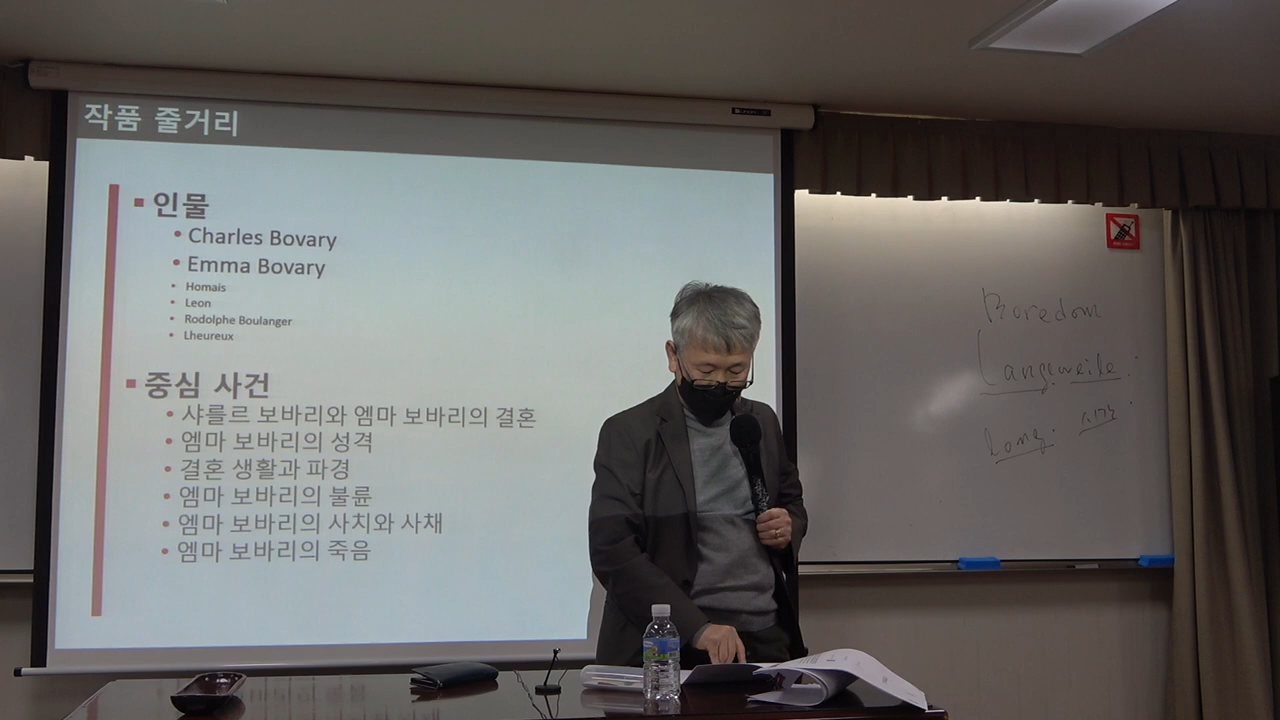 작품 줄거리
▪ 인물
• Charles Bovary
• Emma Bovary
• Homais
• Leon
• Rodolphe Boulanger
• Lheureux
▪ 중심 사건
• 샤를르 보바리와 엠마 보바리의 결혼
• 엠마 보바리의 성격
• 결혼 생활과 파경
• 엠마 보바리의 불륜
• 엠마 보바리의 사치와 사채
• 엠마 보바리의 죽음
Boredom
Langeweile
Long. 시간